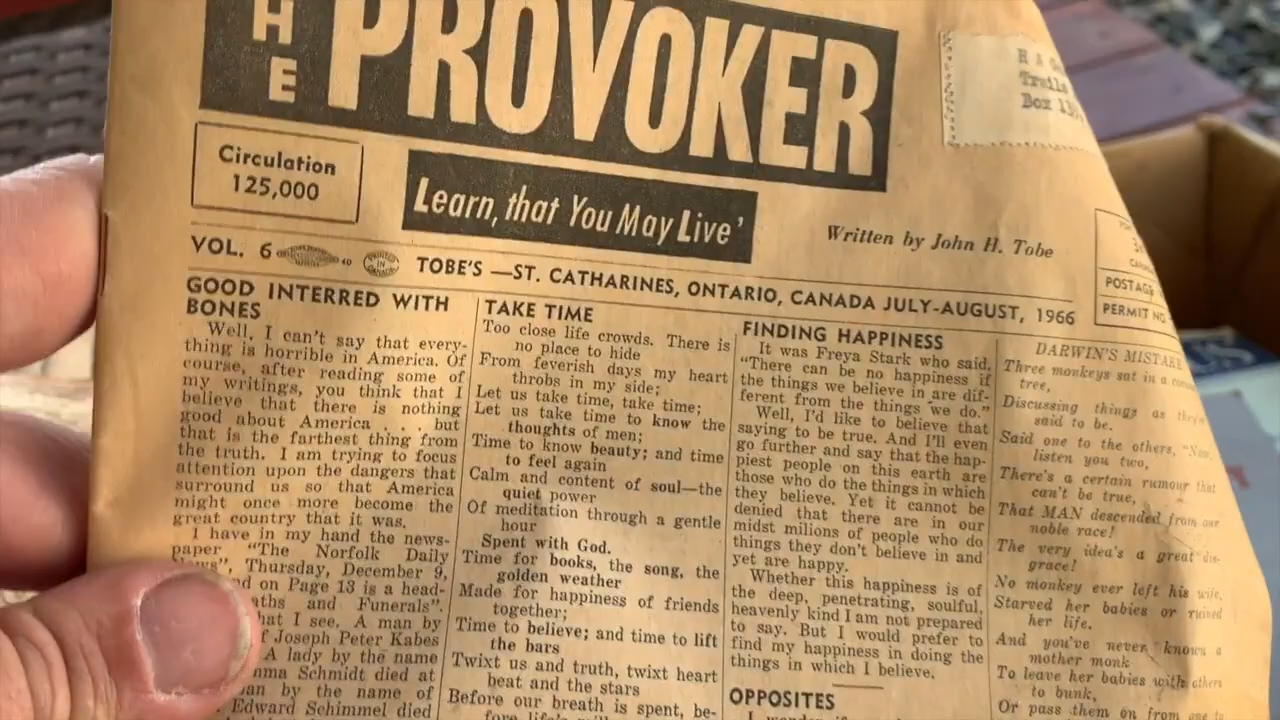 THE PROVOKER
Circulation
125,000
Learn, that You May Live'
Written by John H. Tobe
VOL. 6
40
PRINTED IN CANADA
TOBE'S —ST. CATHARINES, ONTARIO, CANADA JULY-AUGUST, 1966
POSTAGE
PERMIT NO
Box
GOOD INTERRED WITH
BONES
Well, I can't say that every-
thing is horrible in America. Of
course, after reading some of
my writings, you think that I
believe that there is nothing
good about America . . . but
that is the farthest thing from
the truth. I am trying to focus
attention upon the dangers that
surround us so that America
might once more become the
great country that it was.
I have in my hand the news-
paper "The Norfolk Daily
News", Thursday, December 9,
on Page 13 is a head-
and Funerals".
I see. A man by
Joseph Peter Kabes
A lady by the name
Schmidt died at
by the name of
Edward Schimmel died
TAKE TIME
Too close life crowds. There is
no place to hide
From feverish days my heart
throbs in my side;
Let us take time, take time;
Let us take time to know the
thoughts of men;
Time to know beauty; and time
to feel again
Calm and content of soul—the
quiet power
Of meditation through a gentle
hour
Spent with God.
Time for books, the song, the
golden weather
Made for happiness of friends
together;
Time to believe; and time to lift
the bars
Twixt us and truth, twixt heart
beat and the stars
Before our breath is spent, be-
fore life's
FINDING HAPPINESS
It was Freya Stark who said,
"There can be no happiness if
the things we believe in are dif-
ferent from the things we do."
Well, I'd like to believe that
saying to be true. And I'll even
go further and say that the hap-
piest people on this earth are
those who do the things in which
they believe. Yet it cannot be
denied that there are in our
midst milions of people who do
things they don't believe in and
yet are happy.
Whether this happiness is of
the deep, penetrating, soulful,
heavenly kind I am not prepared
to say. But I would prefer to
find my happiness in doing the
things in which I believe.
OPPOSITES
DARWIN'S MISTAKE
Three monkeys sat in a
tree,
Discussing things as they're
said to be.
Said one to the others, "Now,
listen you two,
There's a certain rumour that
can't be true,
That MAN descended from our
noble race!
The very idea's a great dis-
grace!
No monkey ever left his wife,
Starved her babies or ruined
her life.
And you've never known a
mother monk
To leave her babies with others
to bunk,
Or pass them on from one to